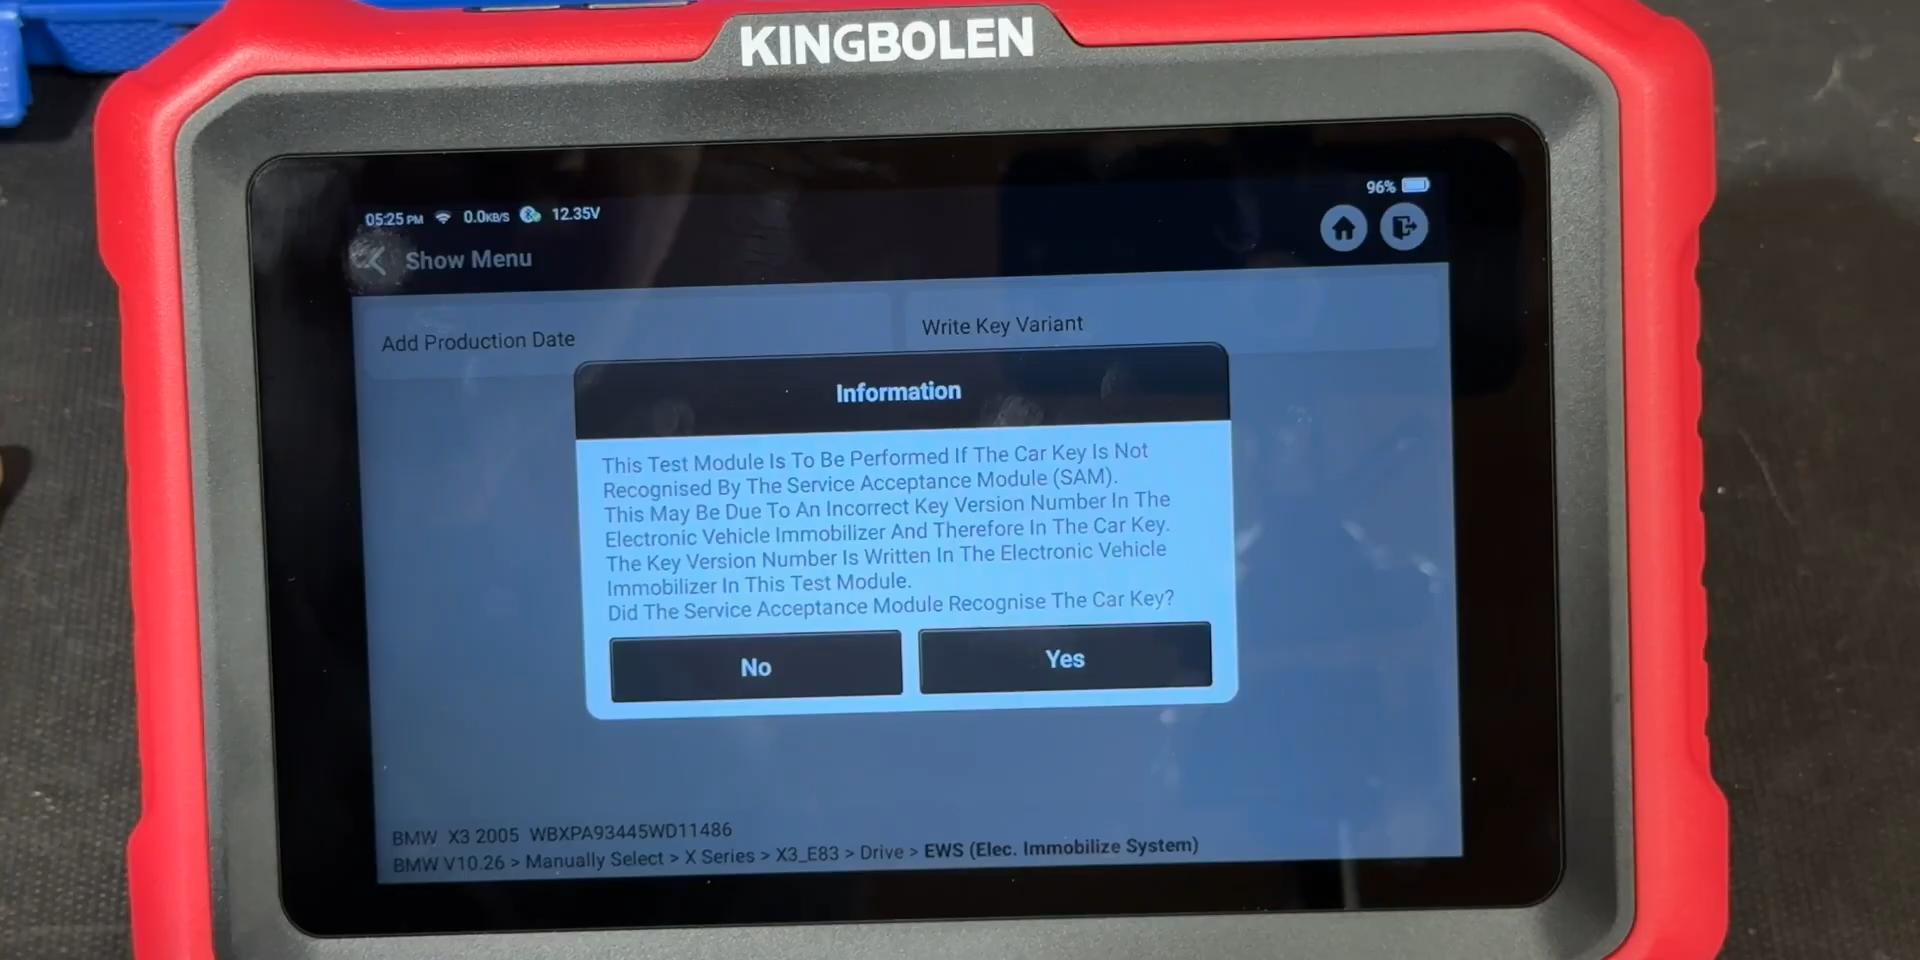 KINGBOLEN
96%
05:25 PM 0.0KB/S 12.35V
Show Menu
Add Production Date
Write Key Variant
Information
This Test Module Is To Be Performed If The Car Key Is Not
Recognised By The Service Acceptance Module (SAM).
This May Be Due To An Incorrect Key Version Number In The
Electronic Vehicle Immobilizer And Therefore In The Car Key.
The Key Version Number Is Written In The Electronic Vehicle
Immobilizer In This Test Module.
Did The Service Acceptance Module Recognise The Car Key?
No
Yes
BMW X3 2005 WBXPA93445WD11486
BMW V10.26 > Manually Select > X Series > X3_E83 > Drive > EWS (Elec. Immobilize System)